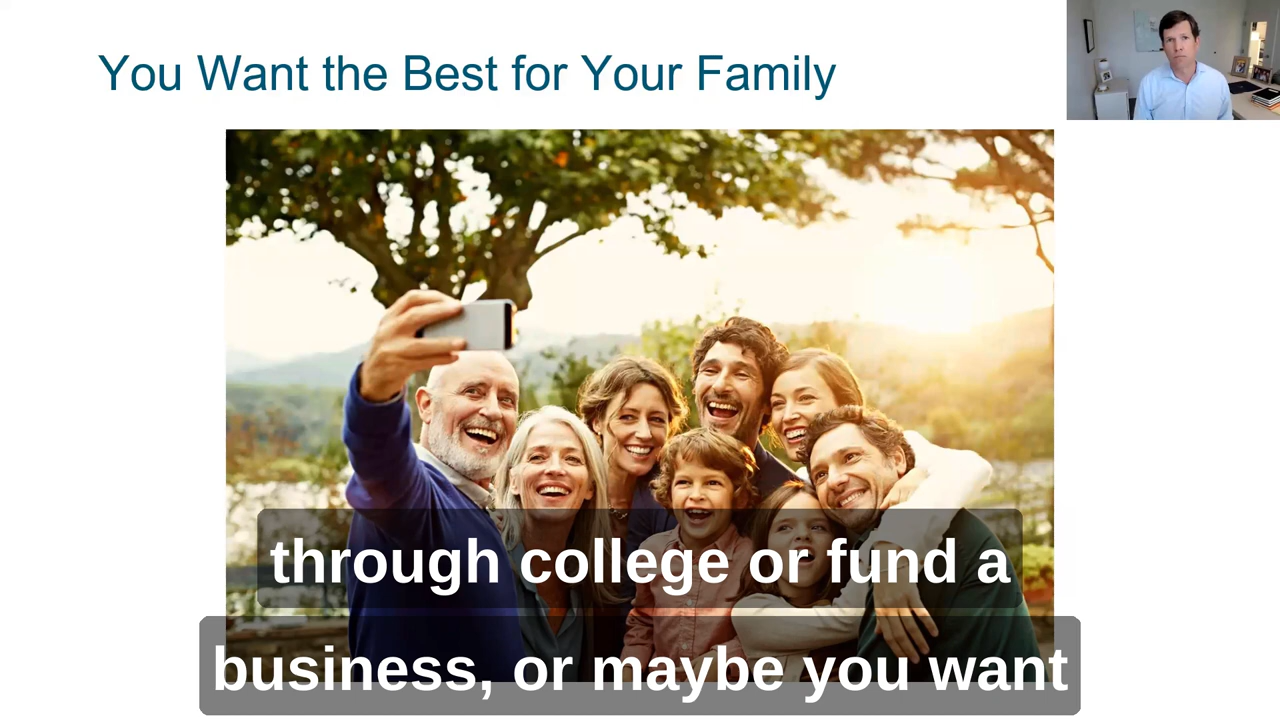 You Want the Best for Your Family
through college or fund a
business, or maybe you want